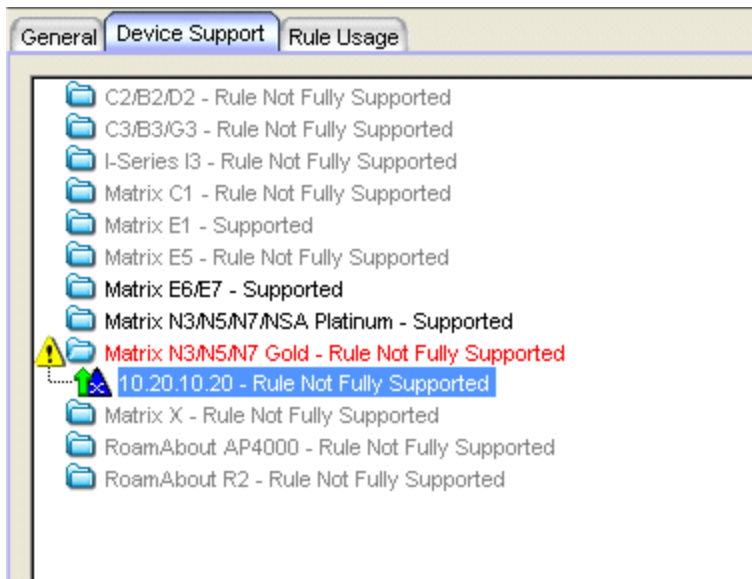 General Device Support Rule Usage
C2/B2/D2 - Rule Not Fully Supported
C3/B3/G3 - Rule Not Fully Supported
I-Series I3 - Rule Not Fully Supported
Matrix C1 - Rule Not Fully Supported
Matrix E1 - Supported
Matrix E5 - Rule Not Fully Supported
Matrix E6/E7 - Supported
Matrix N3/N5/N7/NSA Platinum - Supported
Matrix N3/N5/N7 Gold - Rule Not Fully Supported
10.20.10.20 - Rule Not Fully Supported
Matrix X - Rule Not Fully Supported
RoamAbout AP4000 - Rule Not Fully Supported
RoamAbout R2 - Rule Not Fully Supported